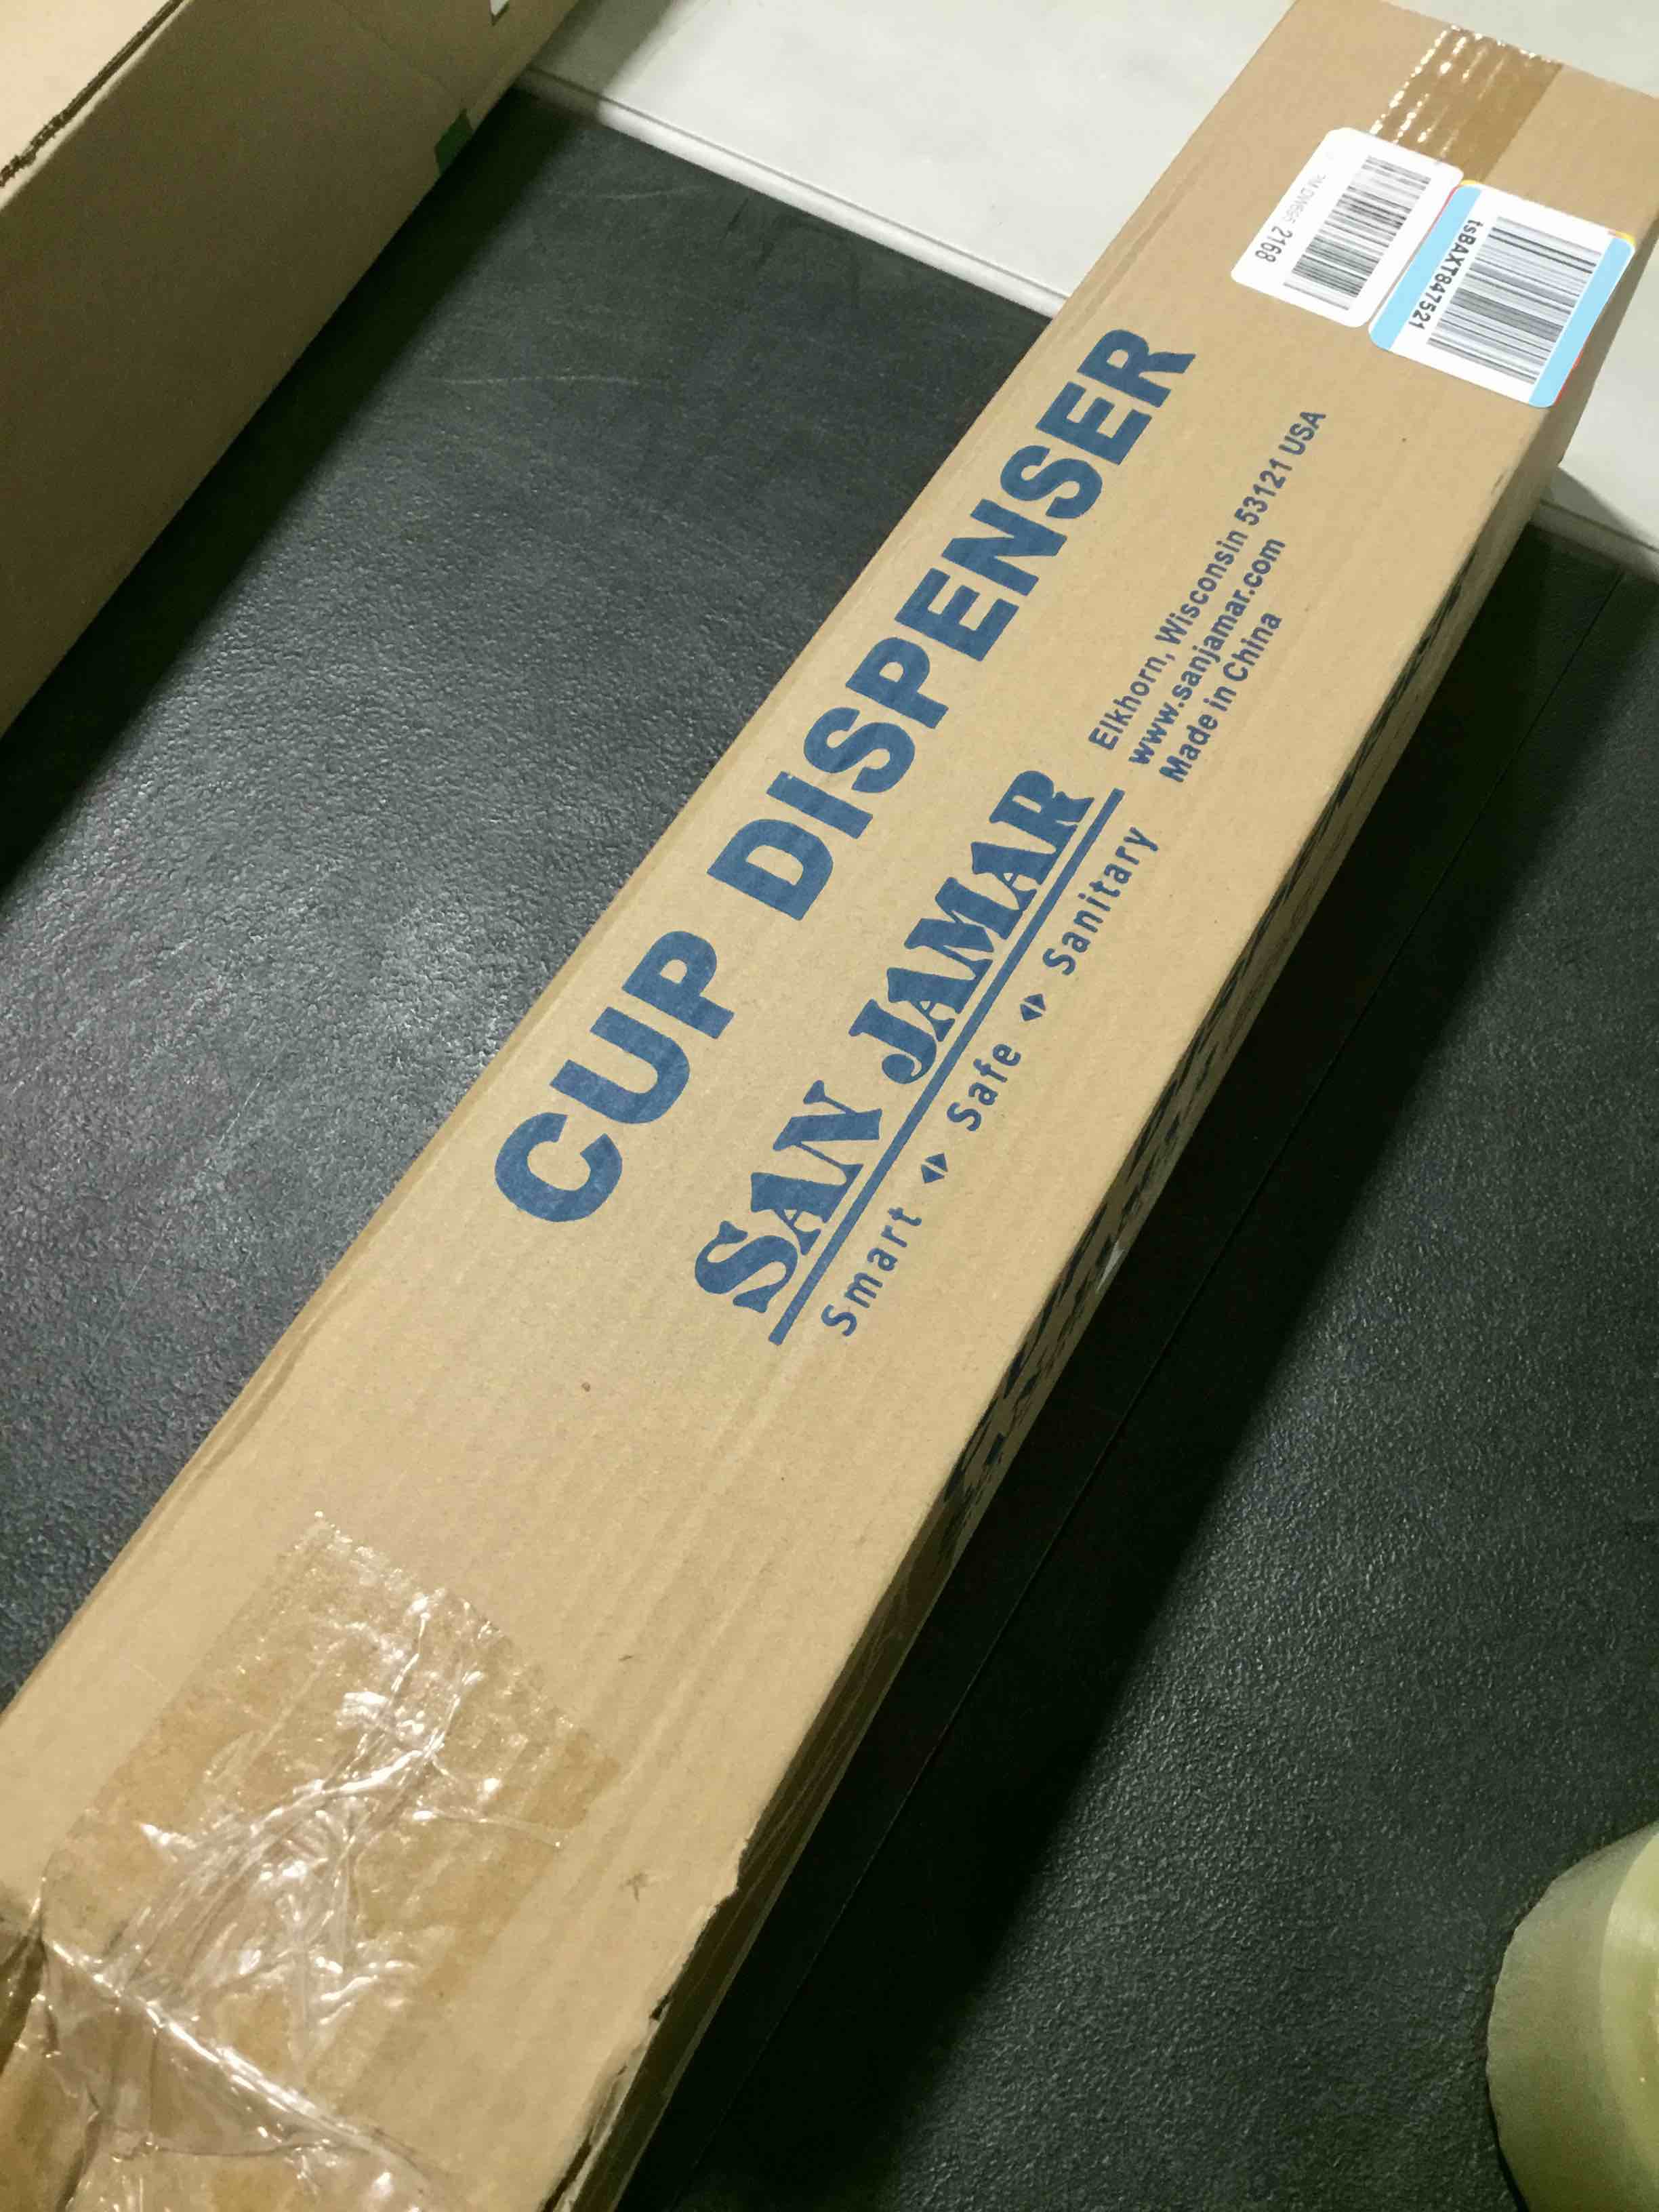 CUP DISPENSER
SAN JAMAR
Smart Safe Sanitary
Elkhorn, Wisconsin 53121 USA
www.sanjamar.com
Made in China
2168
tsBAXT847521